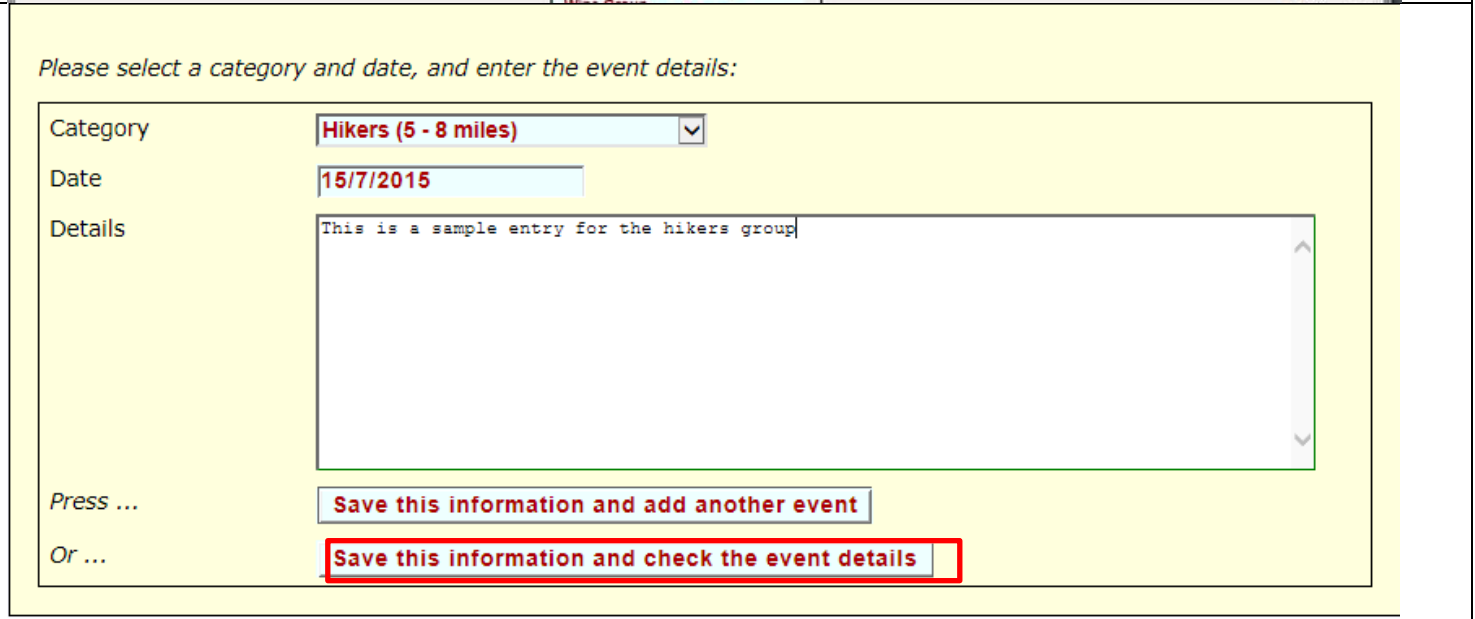 Please select a category and date, and enter the event details:
Category Hikers (5 - 8 miles)
Date 15/7/2015
Details This is a sample entry for the hikers group
Press ... Save this information and add another event
Or ... Save this information and check the event details